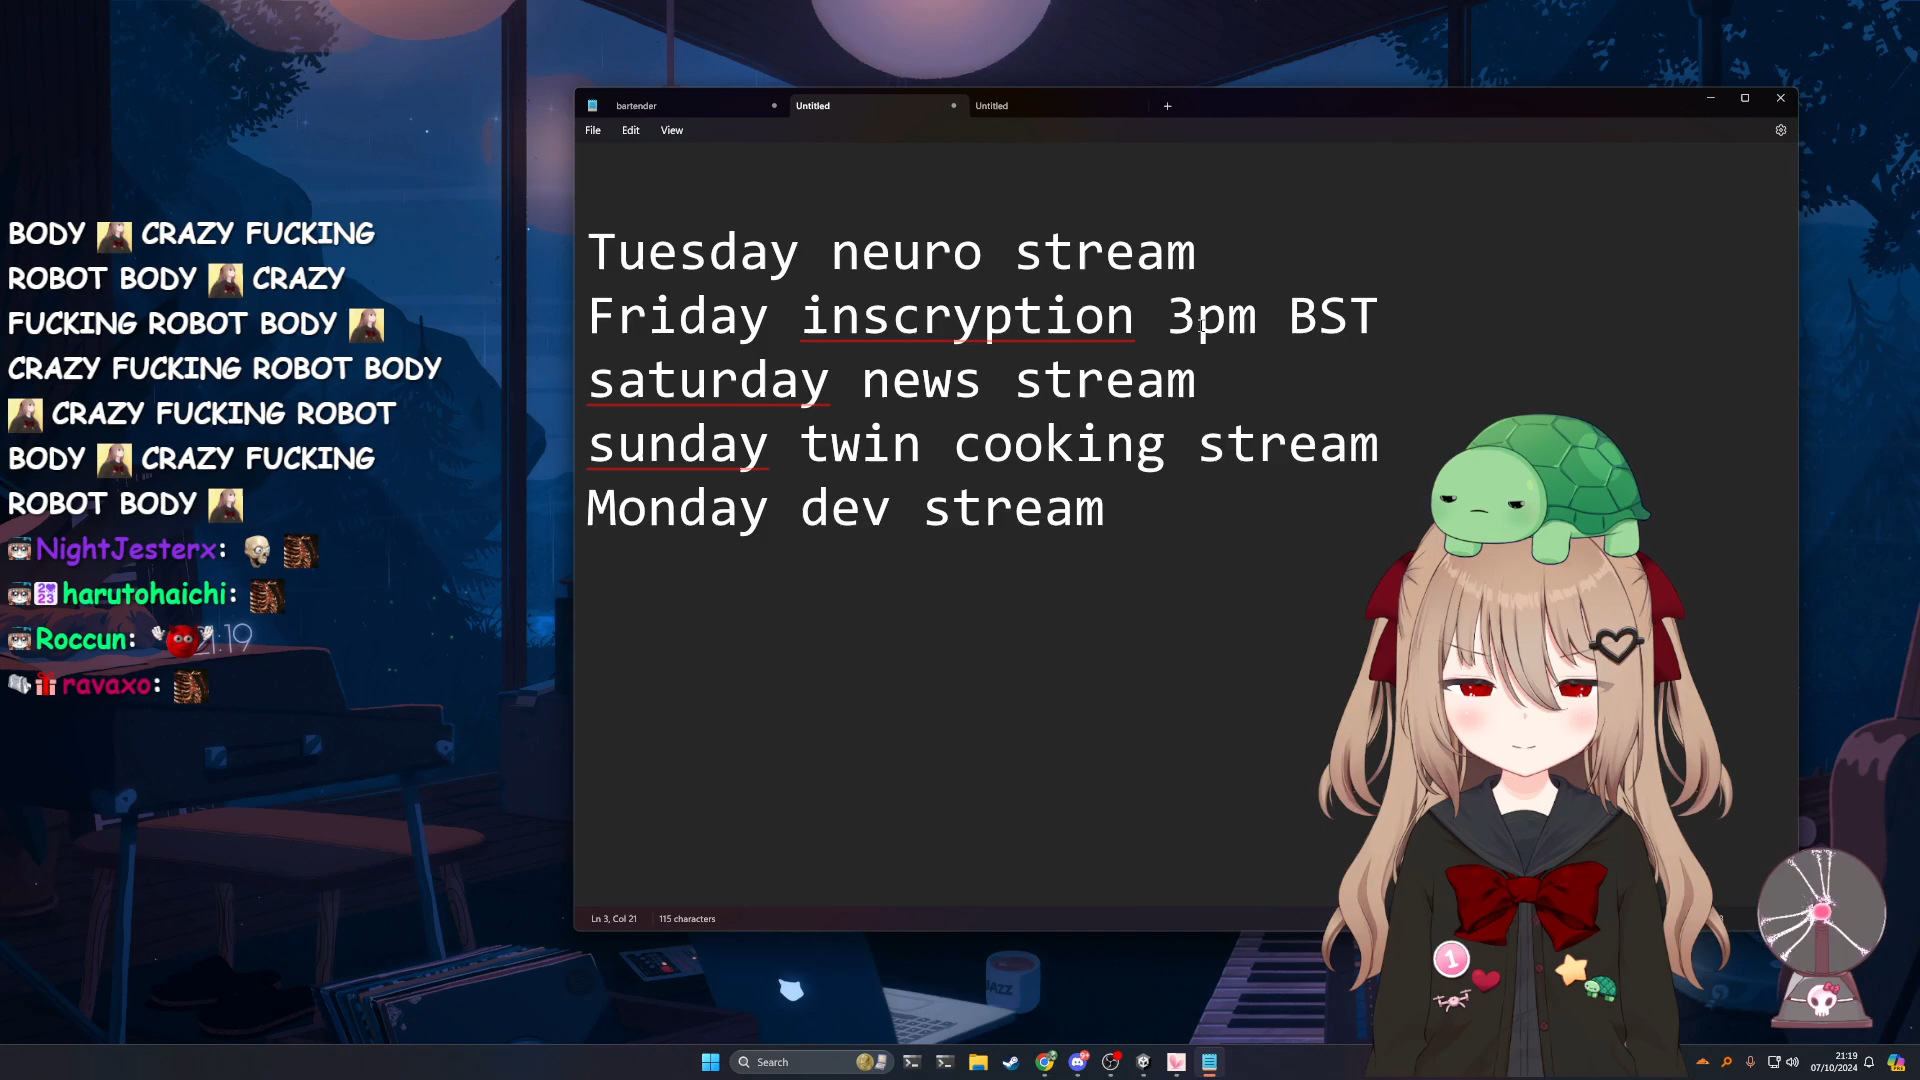 bartender
Untitled
Untitled
File Edit View
Tuesday neuro stream
Friday inscryption 3pm BST
saturday news stream
sunday twin cooking stream
Monday dev stream
Ln 3, Col 21 115 characters
BODY CRAZY FUCKING
ROBOT BODY CRAZY
FUCKING ROBOT BODY
CRAZY FUCKING ROBOT BODY
CRAZY FUCKING ROBOT
BODY CRAZY FUCKING
ROBOT BODY
NightJesterx:
harutohaichi:
Roccun:
ravaxo:
JAZZ
1
Search
21:19
07/10/2024